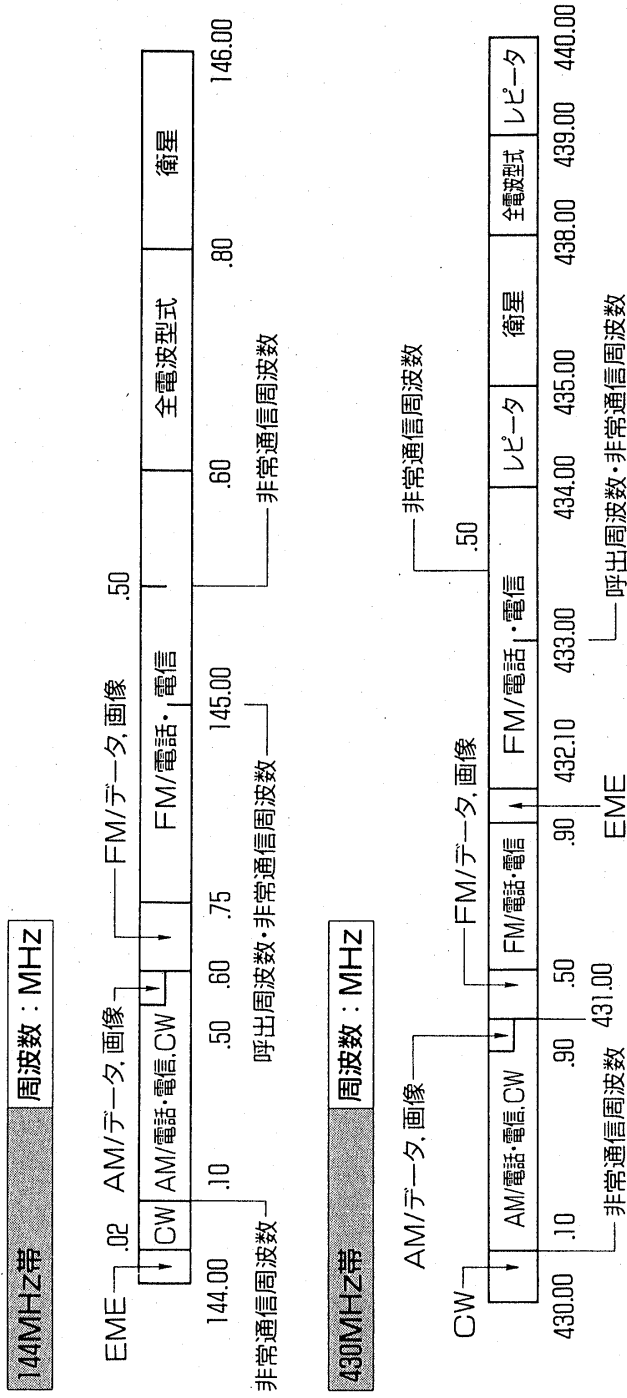 144MHz帯 周波数：MHz
.02 AM/データ,画像 FM/データ,画像 .50
EME
CW AM/電話・電信,CW FM/電話・電信 全電波型式 衛星
144.00 .10 .50 .60 .75 145.00 .60 .80 146.00
非常通信周波数 呼出周波数・非常通信周波数 非常通信周波数
430MHz帯 周波数：MHz
AM/データ,画像 FM/データ,画像 .50 非常通信周波数
CW
AM/電話・電信,CW FM/電話・電信 FM/電話・電信 レピータ 衛星 全電波型式 レピータ
430.00 .10 .90 .50 .90 432.10 433.00 434.00 435.00 438.00 439.00 440.00
431.00
非常通信周波数 EME 呼出周波数・非常通信周波数